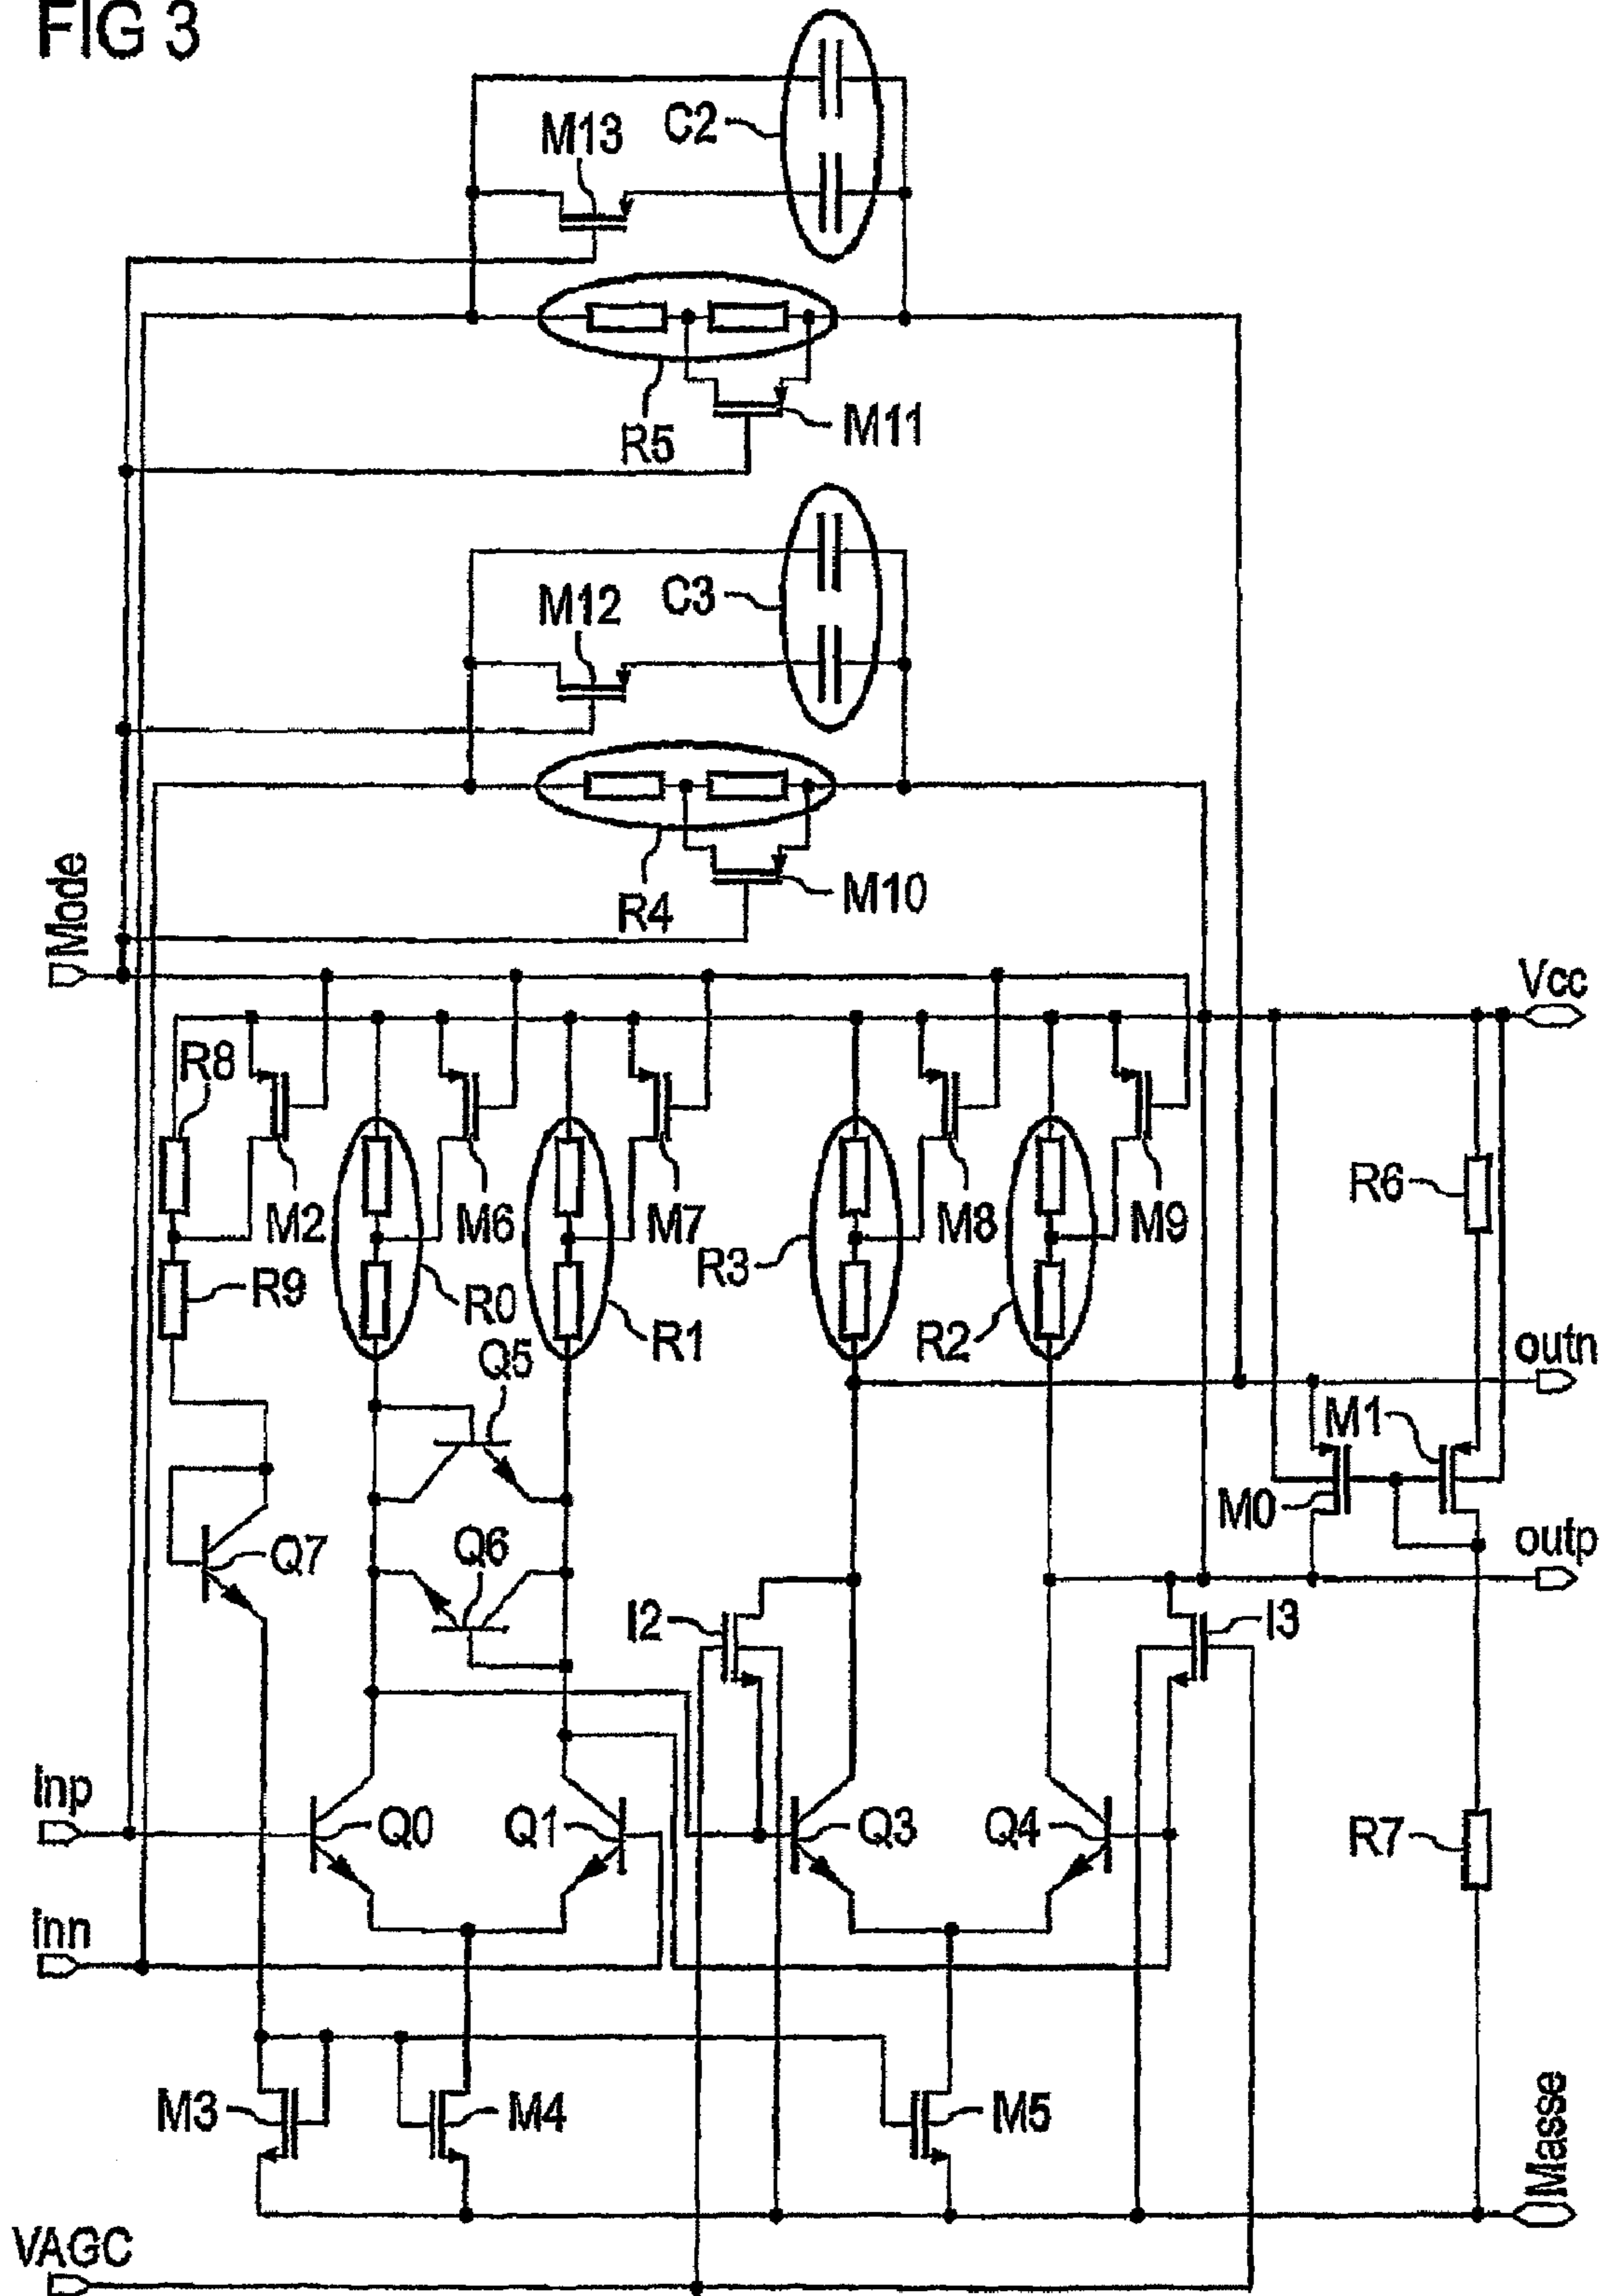 FIG 3
C2
M13
R5
M11
C3
M12
R4
M10
Mode
Vcc
R8
M2
M6
M7
M8
M9
R6
R9
R0
R1
R3
R2
Q5
outn
M1
M0
Q7
Q6
outp
I2
I3
Inp
Q0
Q1
Q3
Q4
R7
Inn
M3
M4
M5
Masse
VAGC